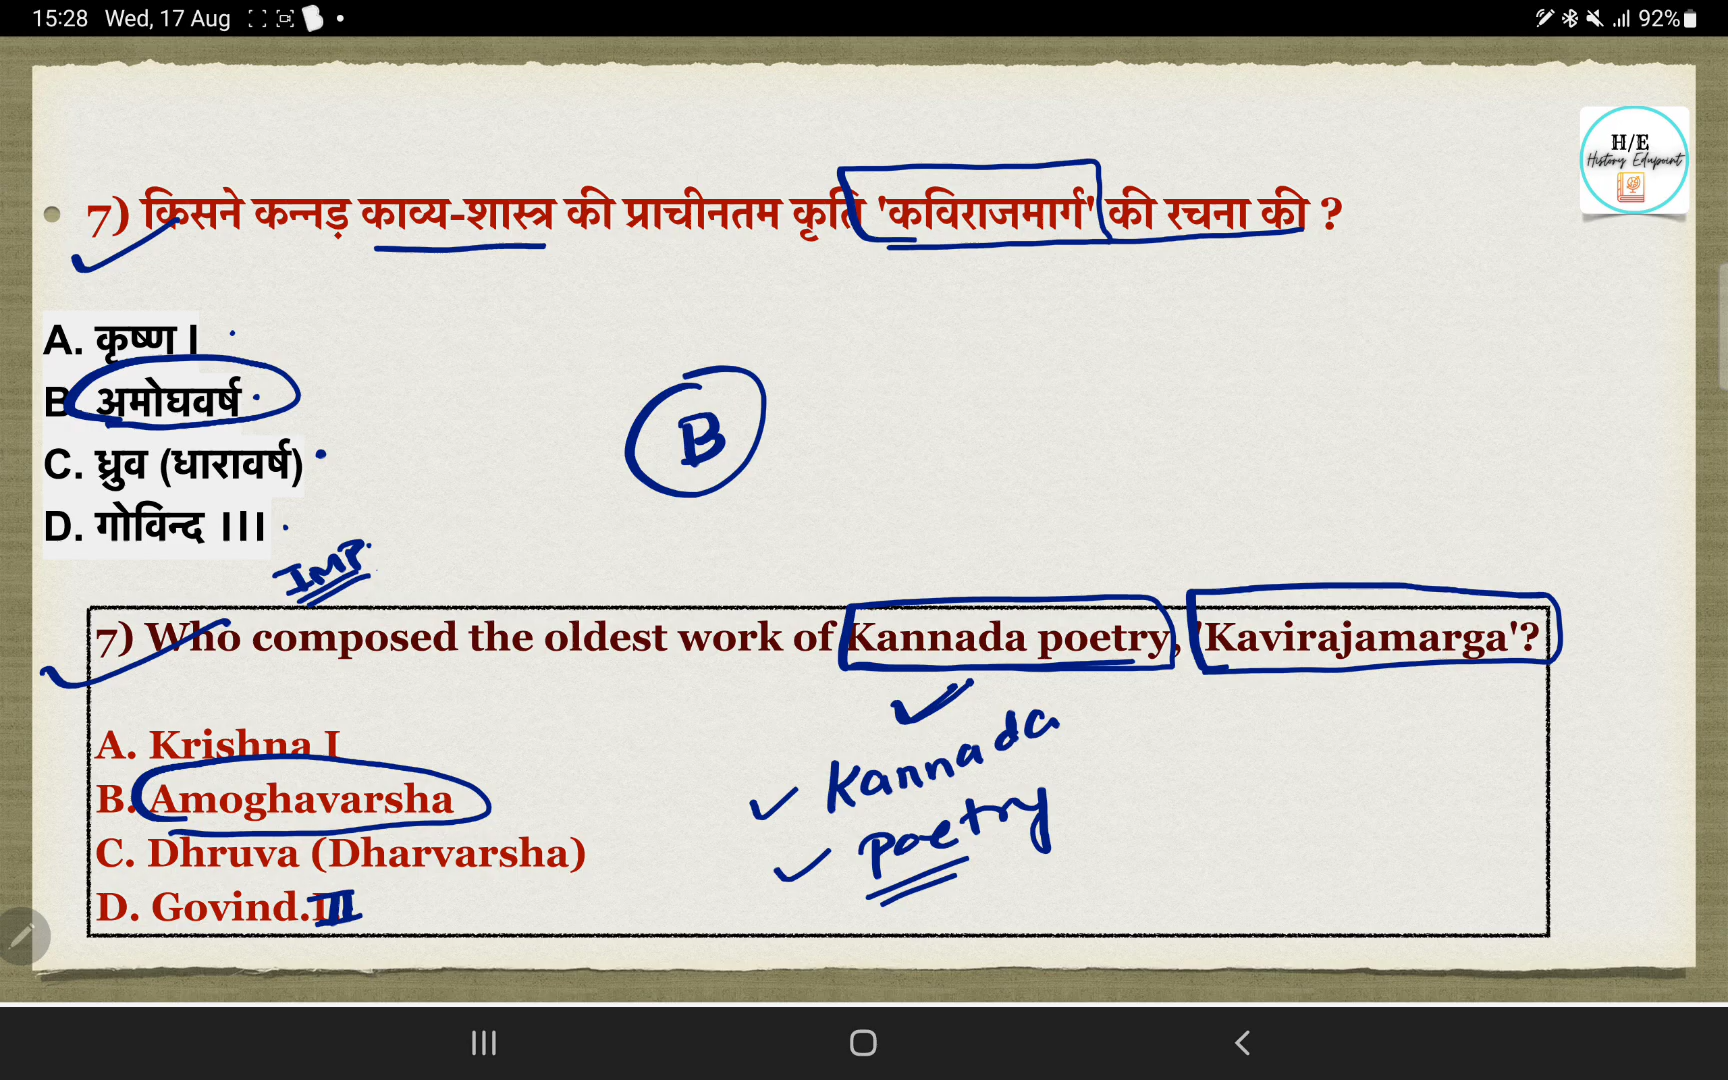 15:28 Wed, 17 Aug
92%
H/E
History Edupoint
7) किसने कन्नड़ काव्य-शास्त्र की प्राचीनतम कृति 'कविराजमार्ग' की रचना की ?
A. कृष्ण I
B. अमोघवर्ष
C. ध्रुव (धारावर्ष)
D. गोविन्द ।।।
B
IMP.
7) Who composed the oldest work of Kannada poetry, 'Kavirajamarga'?
A. Krishna I
B. Amoghavarsha
C. Dhruva (Dharvarsha)
D. Govind.III
Kannada
poetry